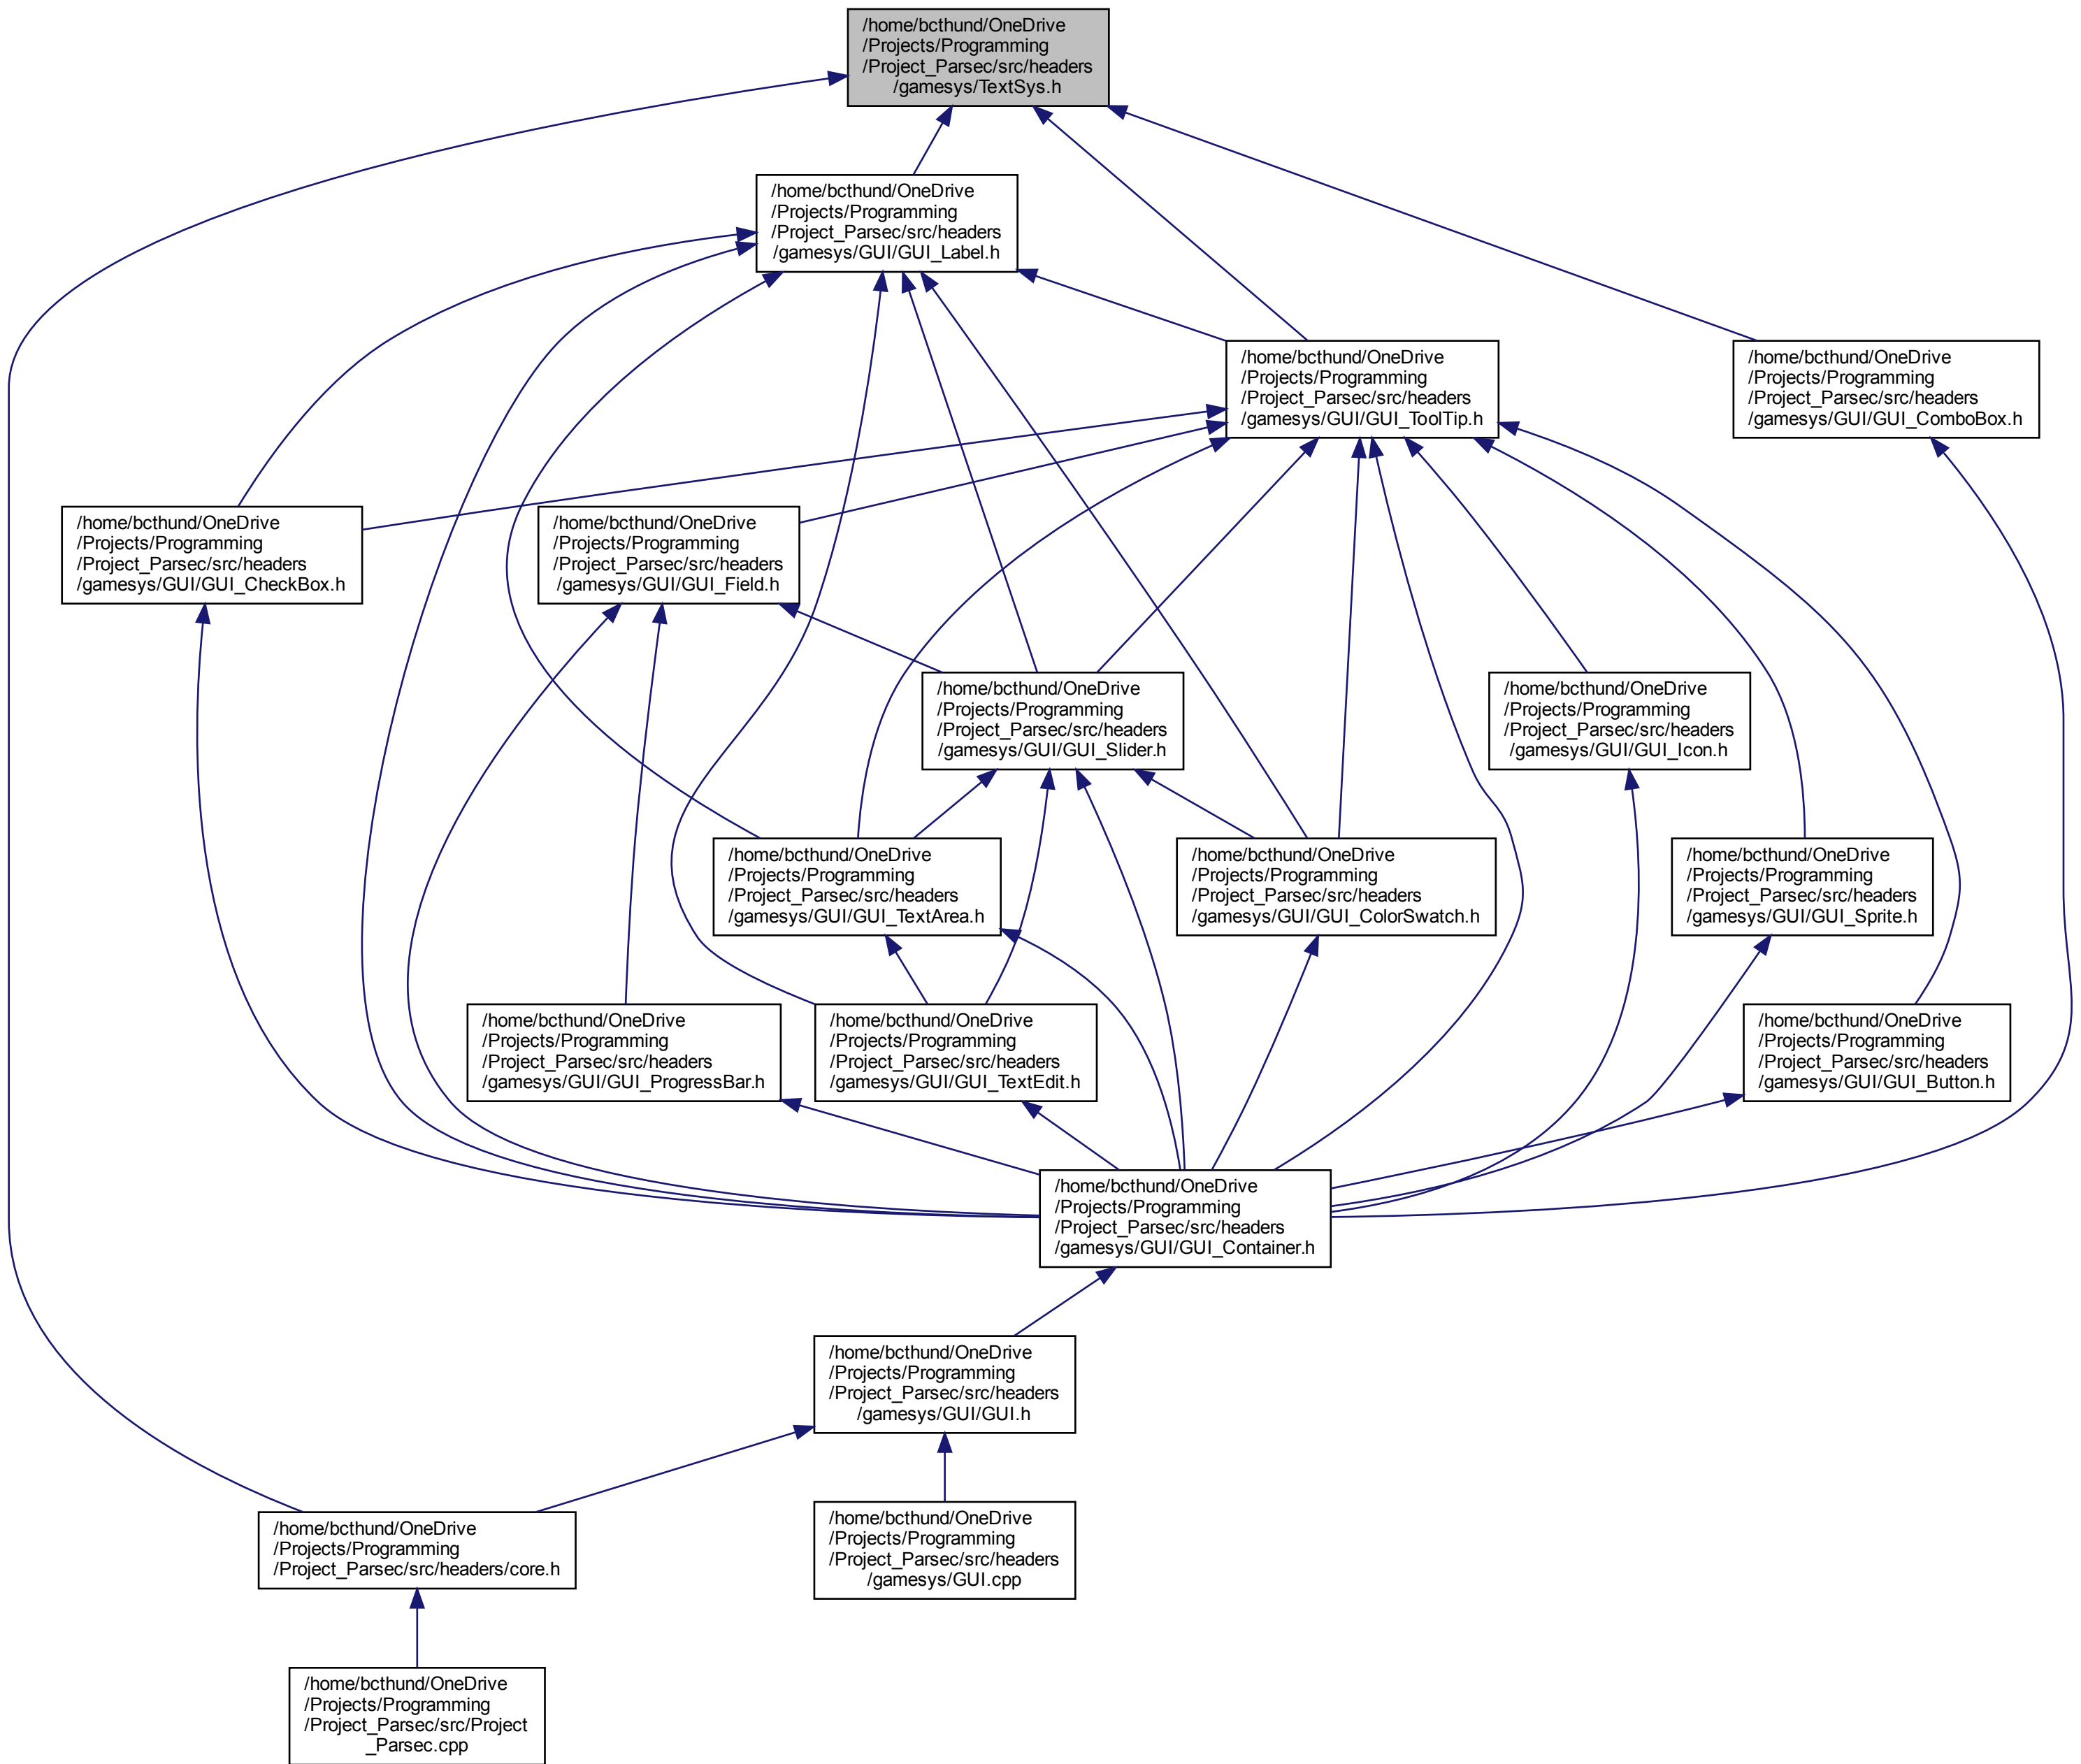 /home/bcthund/OneDrive
/Projects/Programming
/Project_Parsec/src/headers
/gamesys/TextSys.h
/home/bcthund/OneDrive
/Projects/Programming
/Project_Parsec/src/headers
/gamesys/GUI/GUI_Label.h
/home/bcthund/OneDrive
/Projects/Programming
/Project_Parsec/src/headers
/gamesys/GUI/GUI_ToolTip.h
/home/bcthund/OneDrive
/Projects/Programming
/Project_Parsec/src/headers
/gamesys/GUI/GUI_ComboBox.h
/home/bcthund/OneDrive
/Projects/Programming
/Project_Parsec/src/headers
/gamesys/GUI/GUI_CheckBox.h
/home/bcthund/OneDrive
/Projects/Programming
/Project_Parsec/src/headers
/gamesys/GUI/GUI_Field.h
/home/bcthund/OneDrive
/Projects/Programming
/Project_Parsec/src/headers
/gamesys/GUI/GUI_Slider.h
/home/bcthund/OneDrive
/Projects/Programming
/Project_Parsec/src/headers
/gamesys/GUI/GUI_Icon.h
/home/bcthund/OneDrive
/Projects/Programming
/Project_Parsec/src/headers
/gamesys/GUI/GUI_TextArea.h
/home/bcthund/OneDrive
/Projects/Programming
/Project_Parsec/src/headers
/gamesys/GUI/GUI_ColorSwatch.h
/home/bcthund/OneDrive
/Projects/Programming
/Project_Parsec/src/headers
/gamesys/GUI/GUI_Sprite.h
/home/bcthund/OneDrive
/Projects/Programming
/Project_Parsec/src/headers
/gamesys/GUI/GUI_ProgressBar.h
/home/bcthund/OneDrive
/Projects/Programming
/Project_Parsec/src/headers
/gamesys/GUI/GUI_TextEdit.h
/home/bcthund/OneDrive
/Projects/Programming
/Project_Parsec/src/headers
/gamesys/GUI/GUI_Button.h
/home/bcthund/OneDrive
/Projects/Programming
/Project_Parsec/src/headers
/gamesys/GUI/GUI_Container.h
/home/bcthund/OneDrive
/Projects/Programming
/Project_Parsec/src/headers
/gamesys/GUI/GUI.h
/home/bcthund/OneDrive
/Projects/Programming
/Project_Parsec/src/headers/core.h
/home/bcthund/OneDrive
/Projects/Programming
/Project_Parsec/src/headers
/gamesys/GUI.cpp
/home/bcthund/OneDrive
/Projects/Programming
/Project_Parsec/src/Project
_Parsec.cpp